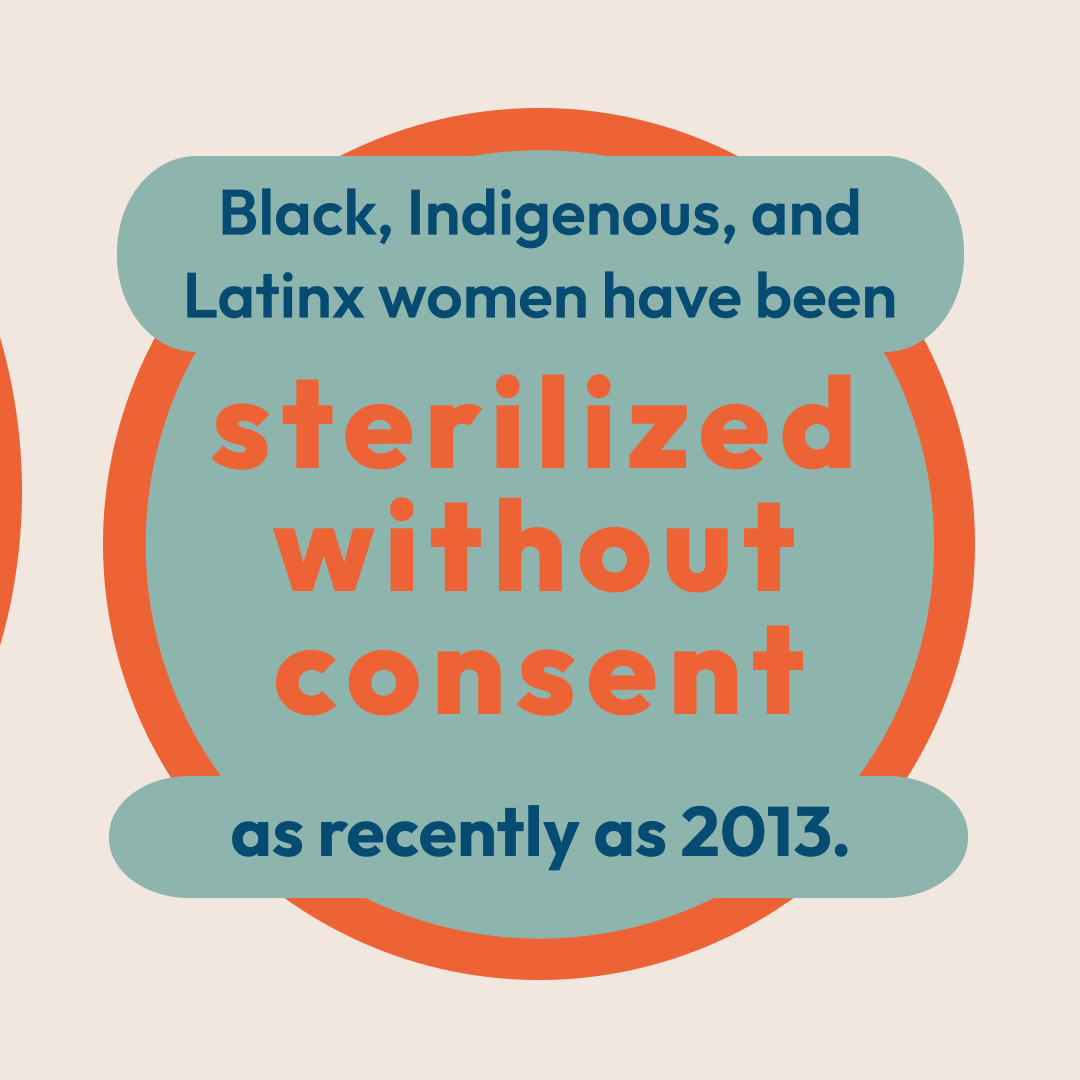 Black, Indigenous, and
Latinx women have been
sterilized
without
consent
as recently as 2013.